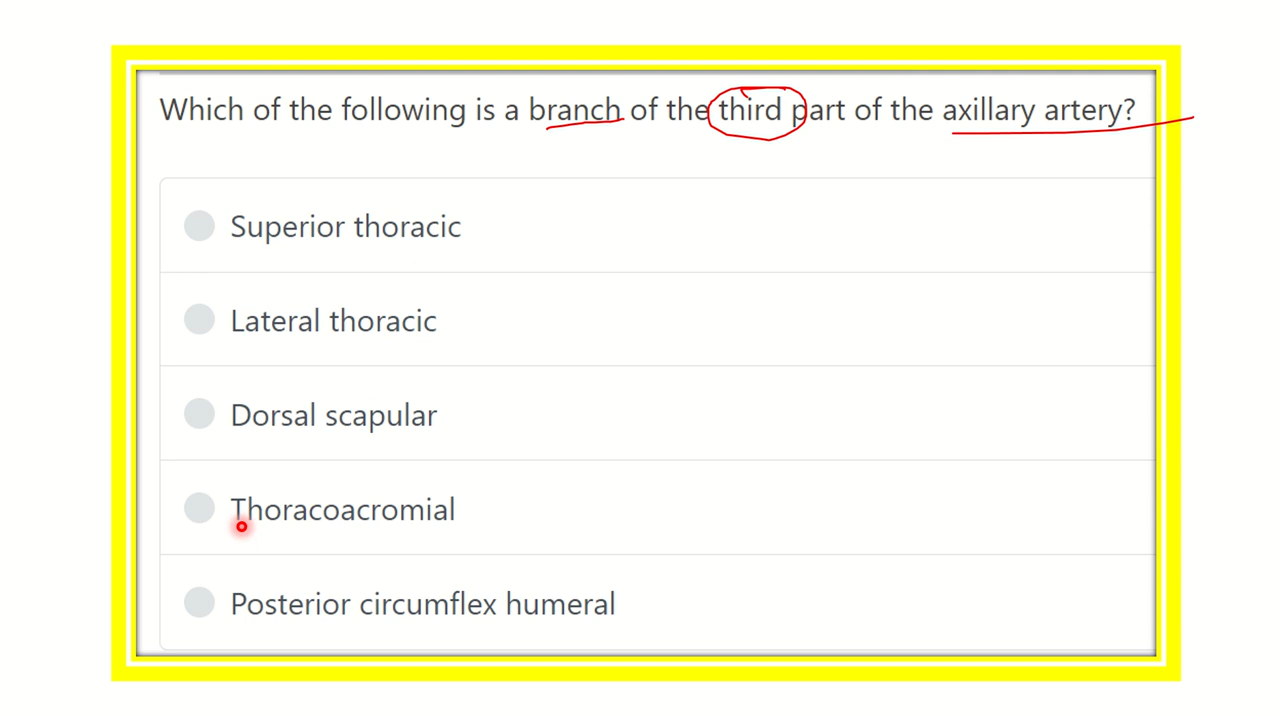 Which of the following is a branch of the third part of the axillary artery?
Superior thoracic
Lateral thoracic
Dorsal scapular
Thoracoacromial
Posterior circumflex humeral